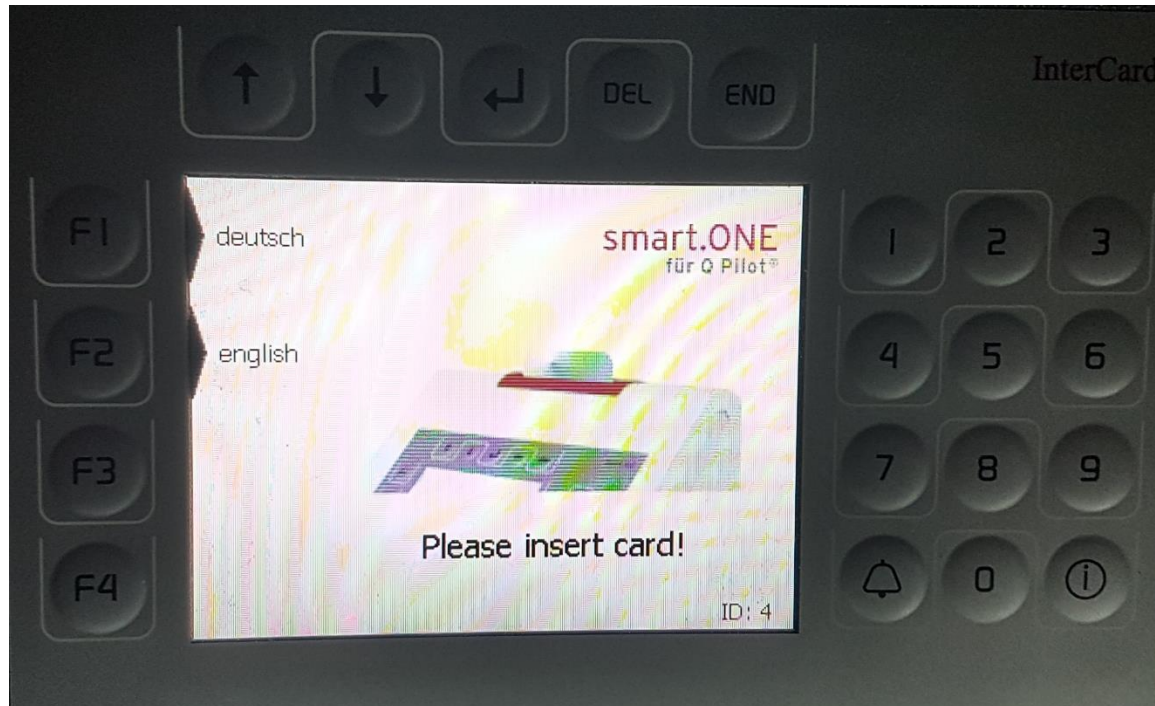 ↑ ↓ ↵ DEL END
InterCard
F1
F2
F3
F4
deutsch
english
smart.ONE
für Q Pilot®
Please insert card!
ID: 4
1 2 3
4 5 6
7 8 9
0 i